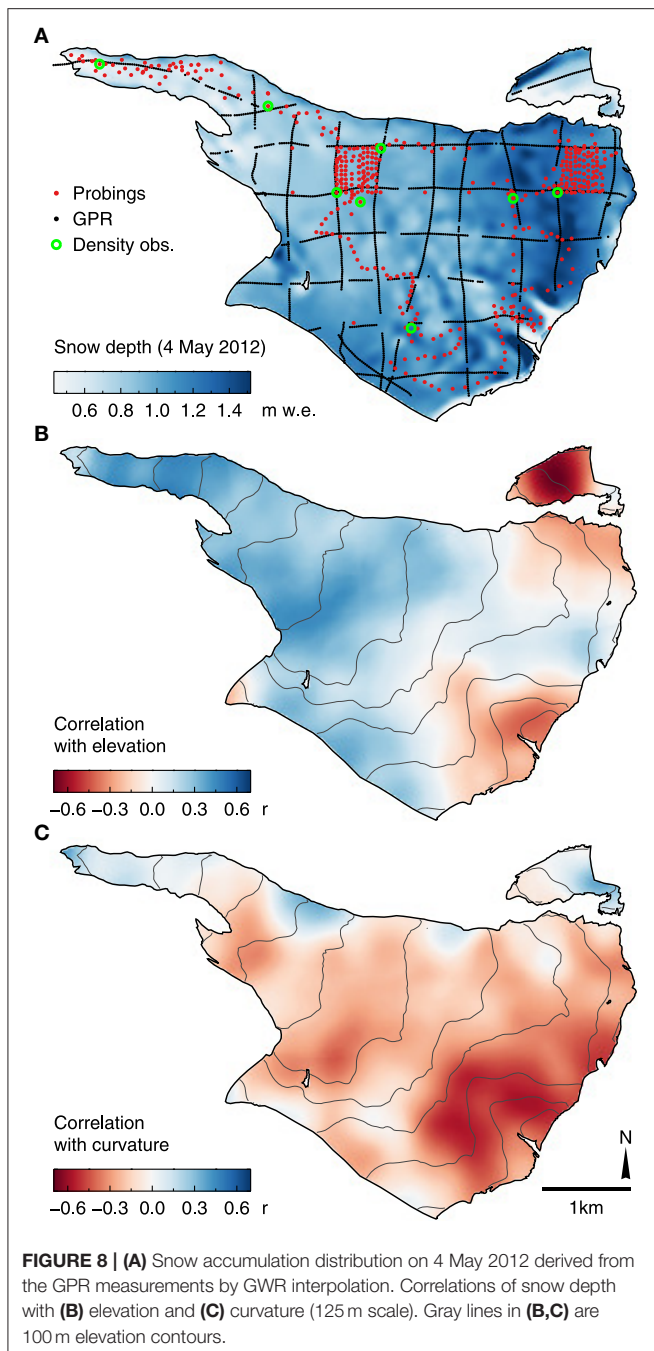 A
Probings
GPR
Density obs.
Snow depth (4 May 2012)
0.6 0.8 1.0 1.2 1.4 m w.e.
B
Correlation
with elevation
−0.6 −0.3 0.0 0.3 0.6 r
C
Correlation
with curvature
−0.6 −0.3 0.0 0.3 0.6 r
N
1km
FIGURE 8 | (A) Snow accumulation distribution on 4 May 2012 derived from
the GPR measurements by GWR interpolation. Correlations of snow depth
with (B) elevation and (C) curvature (125 m scale). Gray lines in (B,C) are
100 m elevation contours.